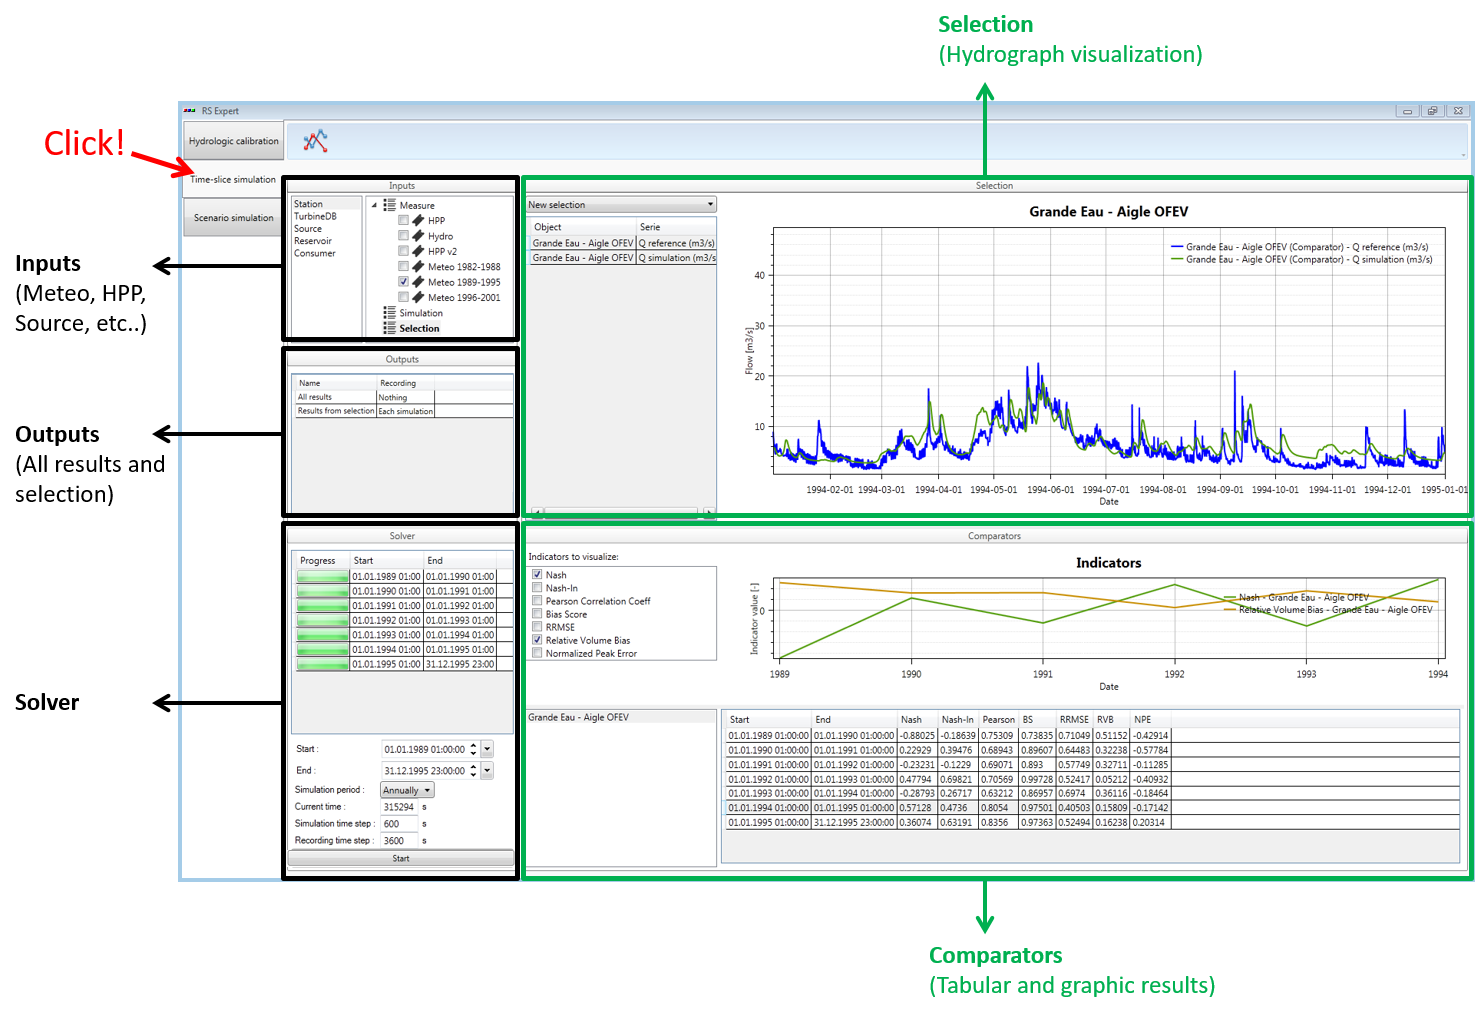 Selection
(Hydrograph visualization)
RS Expert
Click!
Hydrologic calibration
Time-slice simulation
Scenario simulation
Inputs
(Meteo, HPP,
Source, etc..)
Outputs
(All results and
selection)
Solver
Inputs
Station
TurbineDB
Source
Reservoir
Consumer
Measure
HPP
Hydro
HPP v2
Meteo 1982-1988
Meteo 1989-1995
Meteo 1996-2001
Simulation
Selection
Outputs
Name Recording
All results Nothing
Results from selection Each simulation
Solver
Progress Start End
01.01.1989 01:00 01.01.1990 01:00
01.01.1990 01:00 01.01.1991 01:00
01.01.1991 01:00 01.01.1992 01:00
01.01.1992 01:00 01.01.1993 01:00
01.01.1993 01:00 01.01.1994 01:00
01.01.1994 01:00 01.01.1995 01:00
01.01.1995 01:00 31.12.1995 23:00
Start : 01.01.1989 01:00:00
End : 31.12.1995 23:00:00
Simulation period : Annually
Current time : 315294 s
Simulation time step : 600 s
Recording time step : 3600 s
Start
Selection
New selection
Object Serie
Grande Eau - Aigle OFEV Q reference (m3/s)
Grande Eau - Aigle OFEV Q simulation (m3/s
Grande Eau - Aigle OFEV
Grande Eau - Aigle OFEV (Comparator) - Q reference (m3/s)
Grande Eau - Aigle OFEV (Comparator) - Q simulation (m3/s)
Flow [m3/s]
40
30
20
10
1994-02-01 1994-03-01 1994-04-01 1994-05-01 1994-06-01 1994-07-01 1994-08-01 1994-09-01 1994-10-01 1994-11-01 1994-12-01 1995-01-01
Date
Comparators
Indicators to visualize:
Nash
Nash-ln
Pearson Correlation Coeff
Bias Score
RRMSE
Relative Volume Bias
Normalized Peak Error
Indicators
Indicator value [-]
0
Nash - Grande Eau - Aigle OFEV
Relative Volume Bias - Grande Eau - Aigle OFEV
1989 1990 1991 1992 1993 1994
Date
Grande Eau - Aigle OFEV
Start End Nash Nash-ln Pearson BS RRMSE RVB NPE
01.01.1989 01:00:00 01.01.1990 01:00:00 -0.88025 -0.18639 0.75309 0.73835 0.71049 0.51152 -0.42914
01.01.1990 01:00:00 01.01.1991 01:00:00 0.22929 0.39476 0.68943 0.89607 0.64483 0.32238 -0.57784
01.01.1991 01:00:00 01.01.1992 01:00:00 -0.23231 -0.1229 0.69071 0.893 0.57749 0.32711 -0.11285
01.01.1992 01:00:00 01.01.1993 01:00:00 0.47794 0.69821 0.70569 0.99728 0.52417 0.05212 -0.40932
01.01.1993 01:00:00 01.01.1994 01:00:00 -0.28793 0.26717 0.63212 0.86957 0.6974 0.36116 -0.18464
01.01.1994 01:00:00 01.01.1995 01:00:00 0.57128 0.4736 0.8054 0.97501 0.40503 0.15809 -0.17142
01.01.1995 01:00:00 31.12.1995 23:00:00 0.36074 0.63191 0.8356 0.97363 0.52494 0.16238 0.20314
Comparators
(Tabular and graphic results)